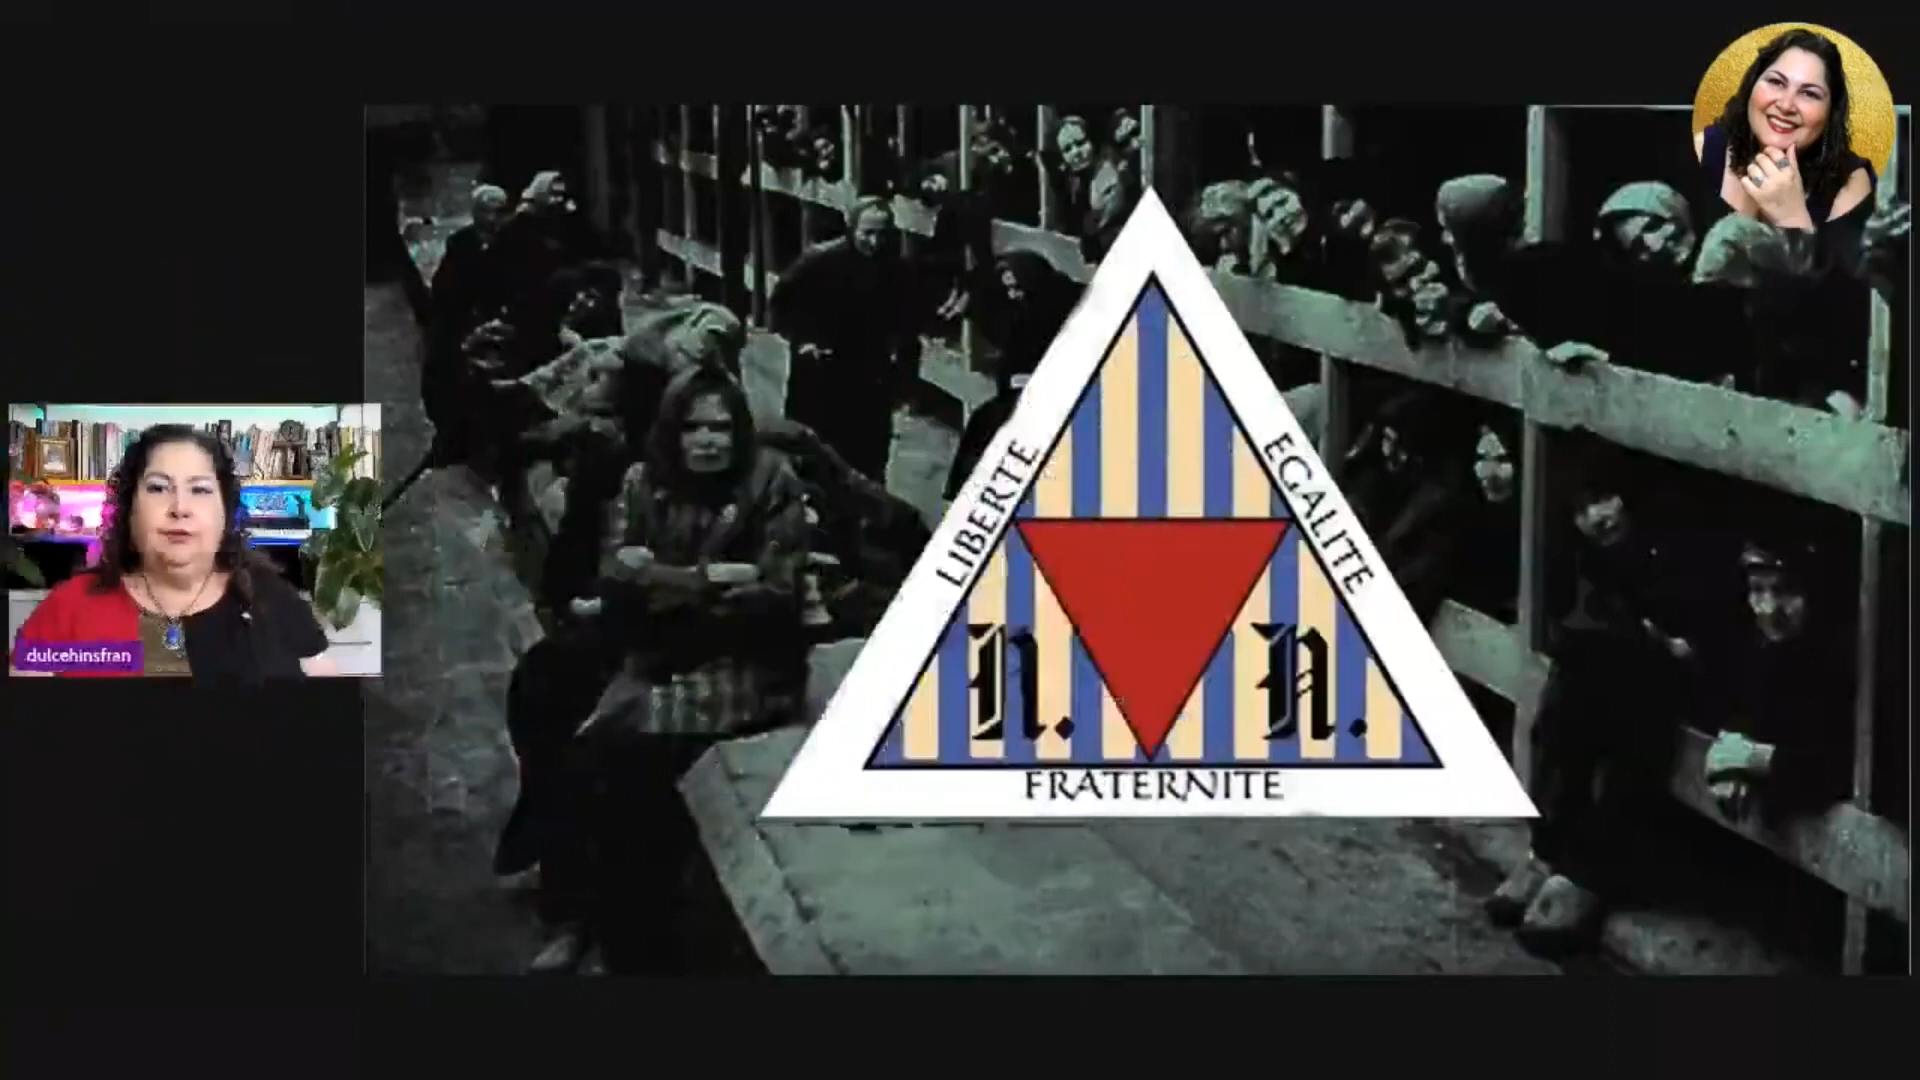 LIBERTE
EGALITE
n. n.
FRATERNITE
dulcehinsfran